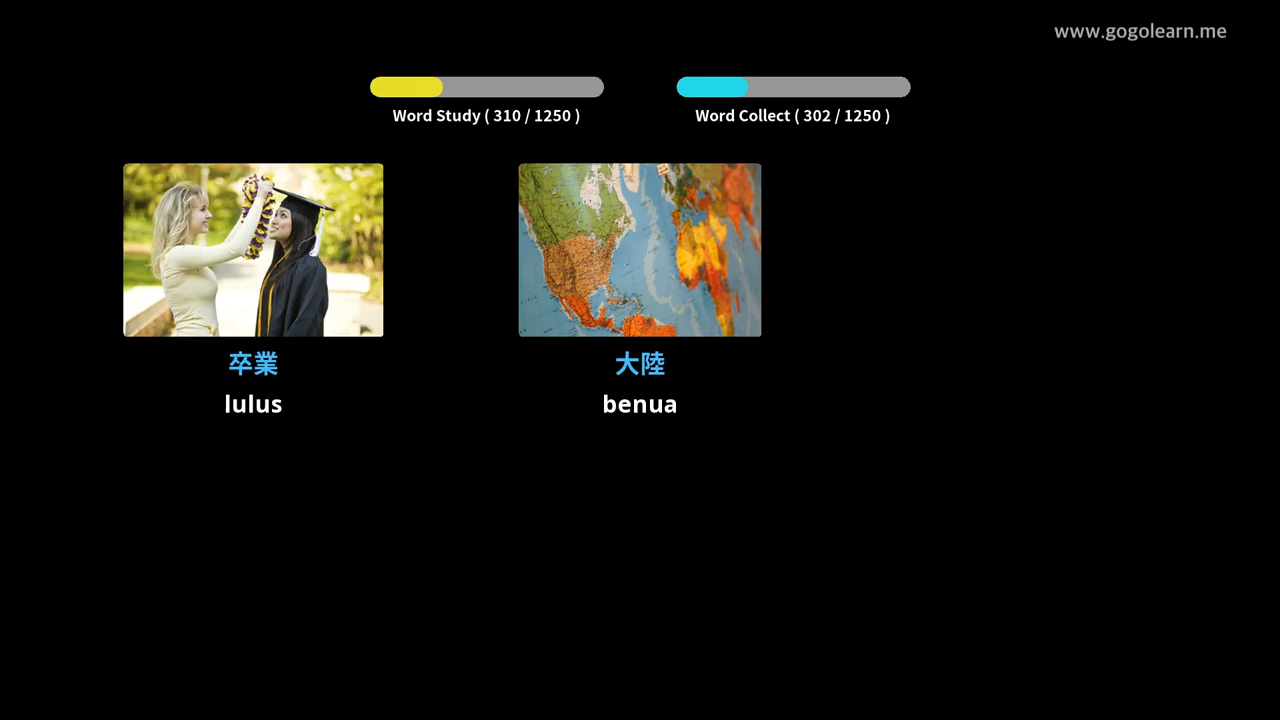 www.gogolearn.me
Word Study ( 310 / 1250 )
Word Collect ( 302 / 1250 )
卒業
lulus
大陸
benua